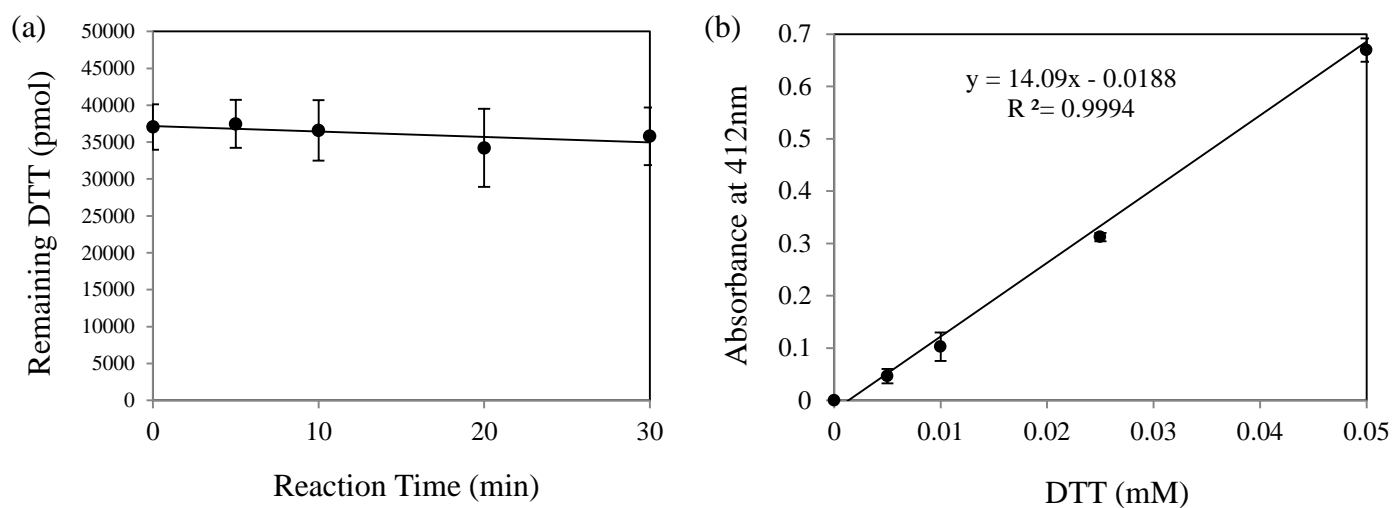 (a)
50000
45000
40000
35000
30000
25000
20000
15000
10000
5000
0
Remaining DTT (pmol)
0 10 20 30
Reaction Time (min)
(b)
0.7
0.6
0.5
0.4
0.3
0.2
0.1
0
Absorbance at 412nm
y = 14.09x - 0.0188
R ²= 0.9994
0 0.01 0.02 0.03 0.04 0.05
DTT (mM)